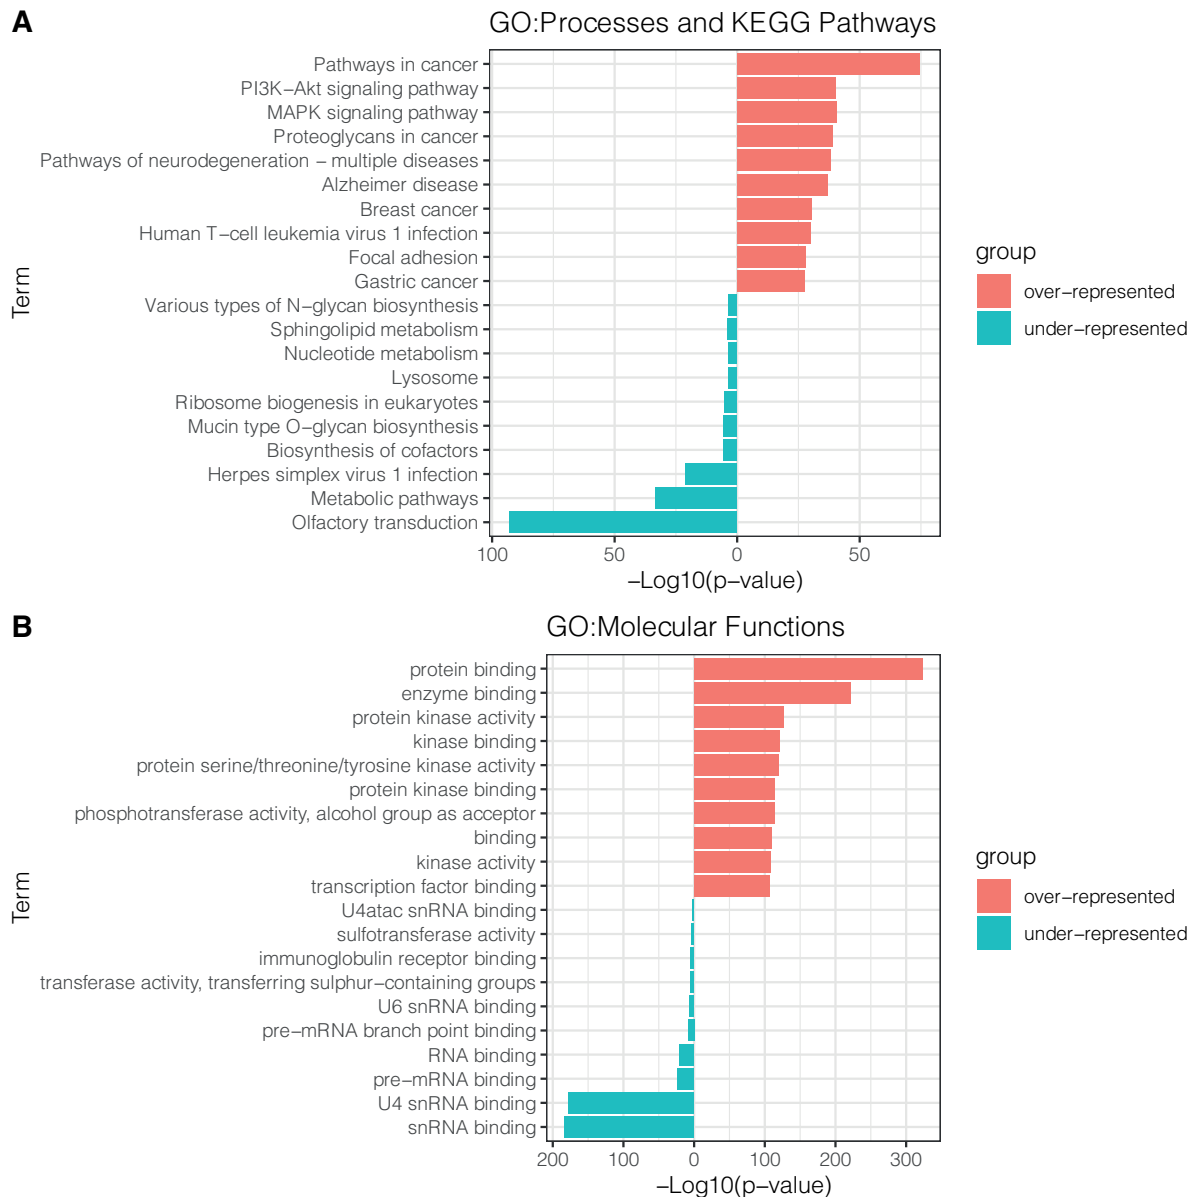 A
GO:Processes and KEGG Pathways
Pathways in cancer
PI3K−Akt signaling pathway
MAPK signaling pathway
Proteoglycans in cancer
Pathways of neurodegeneration − multiple diseases
Alzheimer disease
Breast cancer
Human T−cell leukemia virus 1 infection
Focal adhesion
Gastric cancer
Various types of N−glycan biosynthesis
Sphingolipid metabolism
Nucleotide metabolism
Lysosome
Ribosome biogenesis in eukaryotes
Mucin type O−glycan biosynthesis
Biosynthesis of cofactors
Herpes simplex virus 1 infection
Metabolic pathways
Olfactory transduction
Term
100 50 0 50
−Log10(p−value)
group
over−represented
under−represented
B
GO:Molecular Functions
protein binding
enzyme binding
protein kinase activity
kinase binding
protein serine/threonine/tyrosine kinase activity
protein kinase binding
phosphotransferase activity, alcohol group as acceptor
binding
kinase activity
transcription factor binding
U4atac snRNA binding
sulfotransferase activity
immunoglobulin receptor binding
transferase activity, transferring sulphur−containing groups
U6 snRNA binding
pre−mRNA branch point binding
RNA binding
pre−mRNA binding
U4 snRNA binding
snRNA binding
Term
200 100 0 100 200 300
−Log10(p−value)
group
over−represented
under−represented